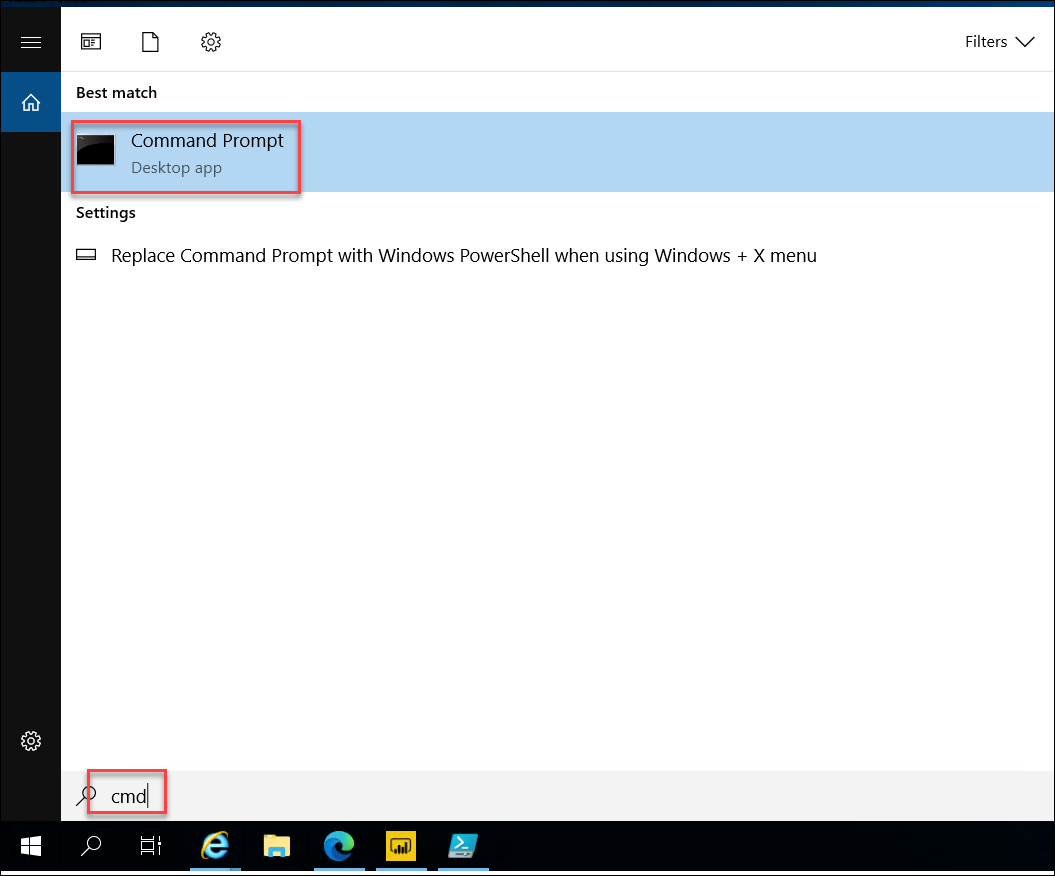 Filters
Best match
Command Prompt
Desktop app
Settings
Replace Command Prompt with Windows PowerShell when using Windows + X menu
cmd